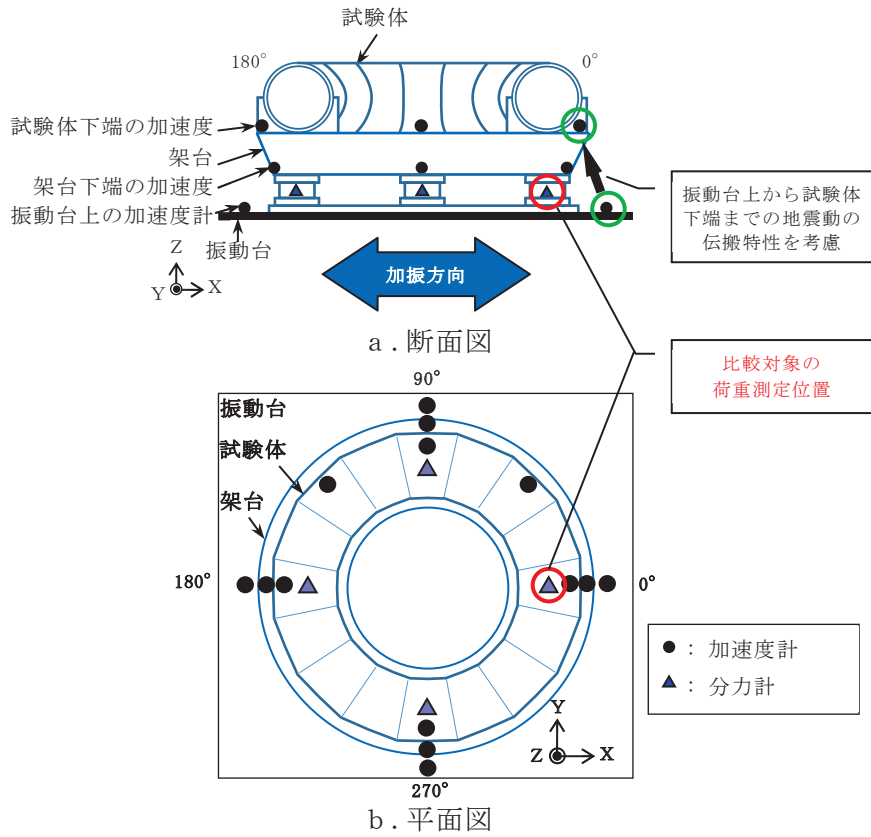 試験体
180°
0°
試験体下端の加速度
架台
架台下端の加速度
振動台上の加速度計
振動台
Z
Y
X
加振方向
振動台上から試験体
下端までの地震動の
伝搬特性を考慮
a.断面図
比較対象の
荷重測定位置
90°
振動台
試験体
架台
180°
0°
●：加速度計
▲：分力計
Y
Z
X
270°
b.平面図